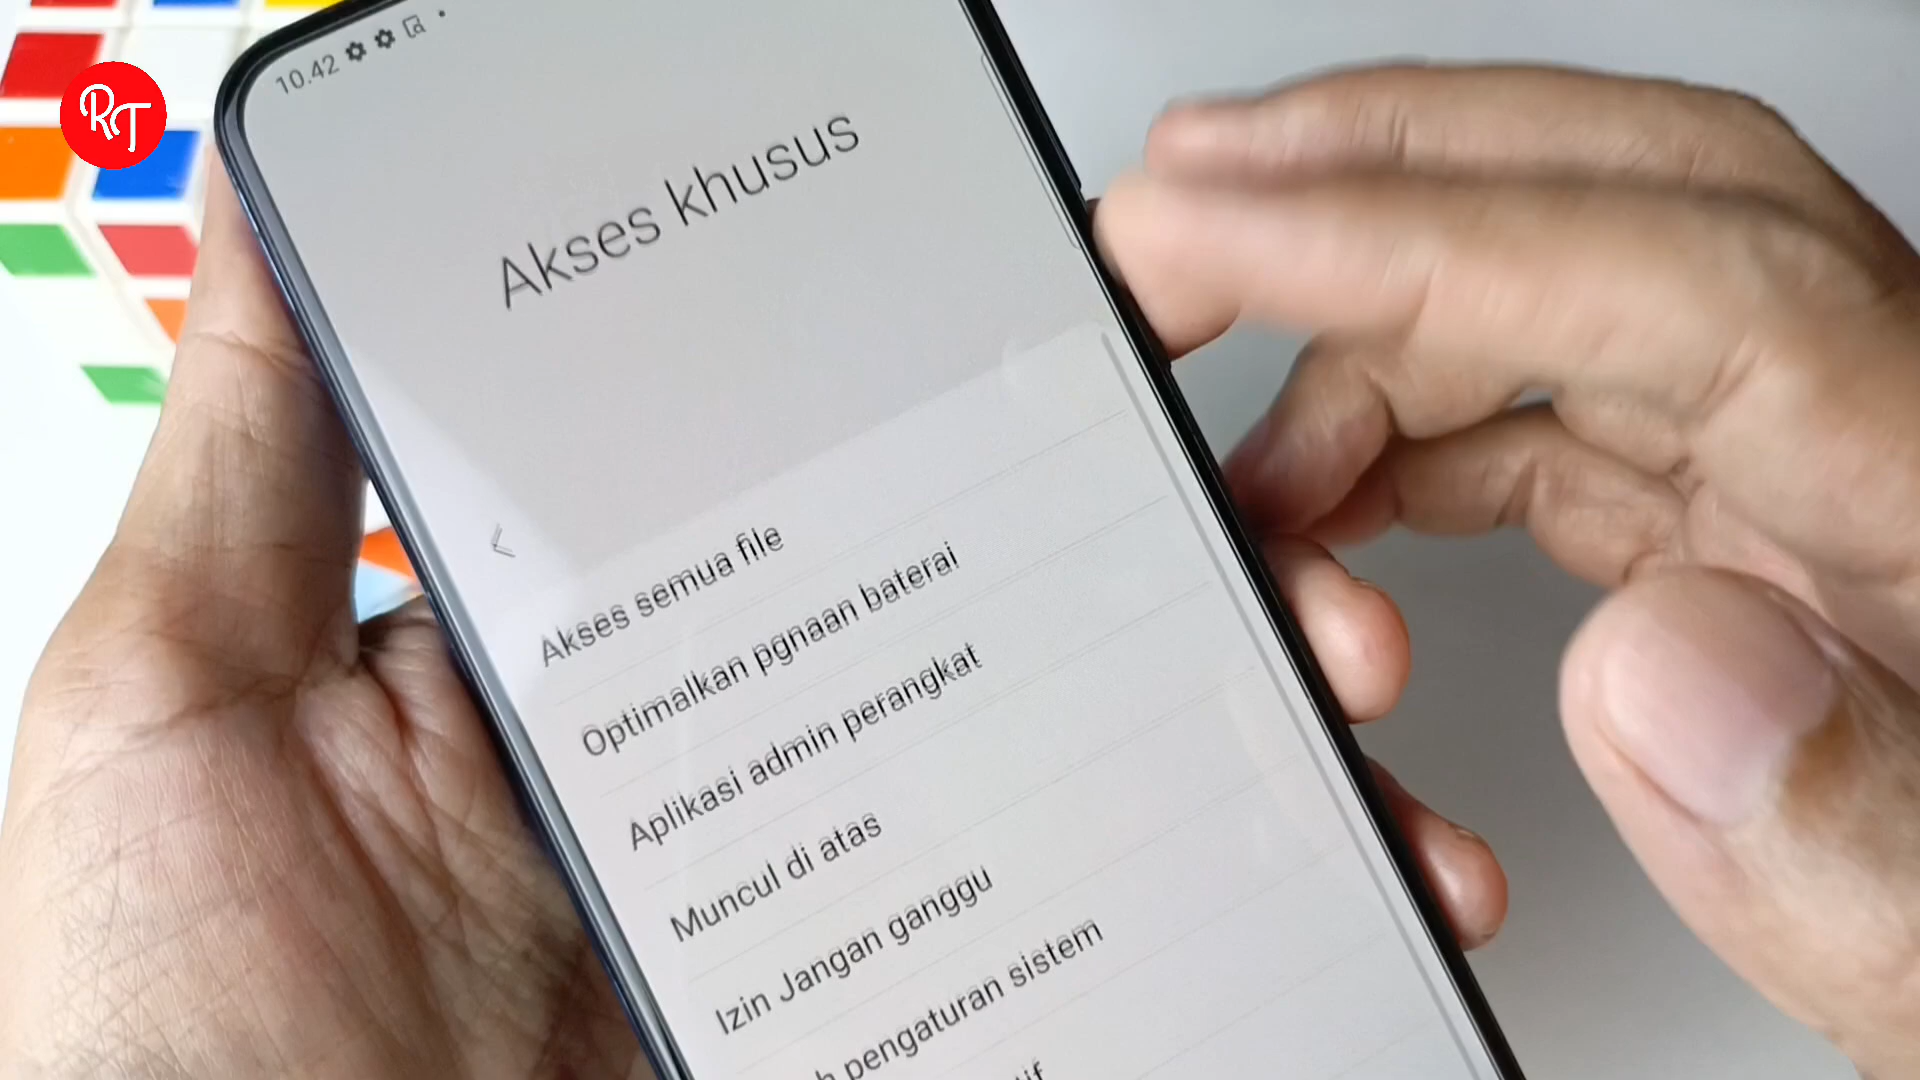 RT
10.42
Akses khusus
Akses semua file
Optimalkan pgnaan baterai
Aplikasi admin perangkat
Muncul di atas
Izin Jangan ganggu
pengaturan sistem